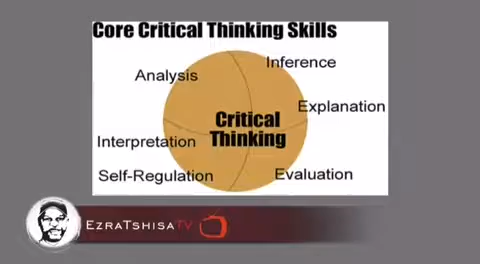 Core Critical Thinking Skills
Inference
Analysis
Explanation
Critical
Thinking
Interpretation
Self-Regulation
Evaluation
EzraTshisaTV